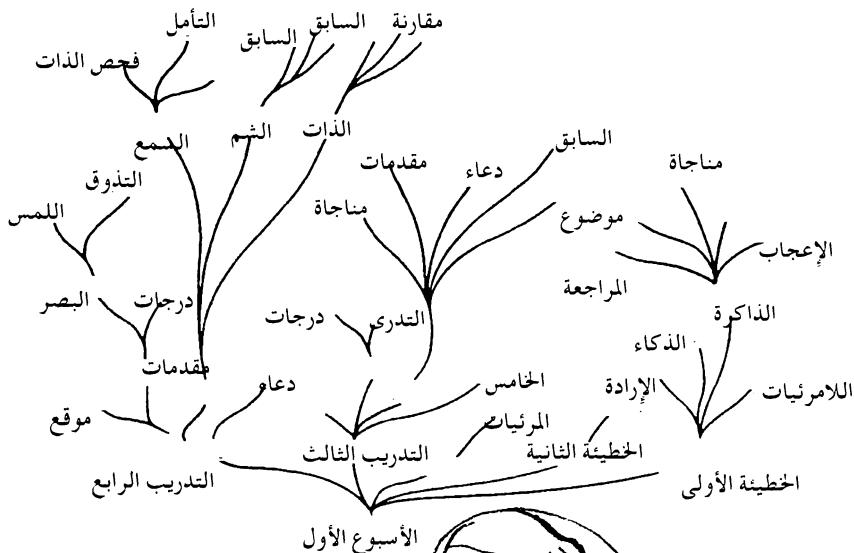 مقارنة
السابق
السابق
التأمل
فحص الذات
الذات
الشم
السمع
السابق
دعاء
مقدمات
مناجاة
التذوق
اللمس
مناجاة
موضوع
الإعجاب
المراجعة
البصر
درجات
درجات
التدرى
الذاكرة
الذكاء
مقدمات
دعاء
موقع
الخامس
الإرادة
اللامرئيات
المرئيات
التدريب الرابع
التدريب الثالث
الخطيئة الثانية
الخطيئة الأولى
الأسبوع الأول